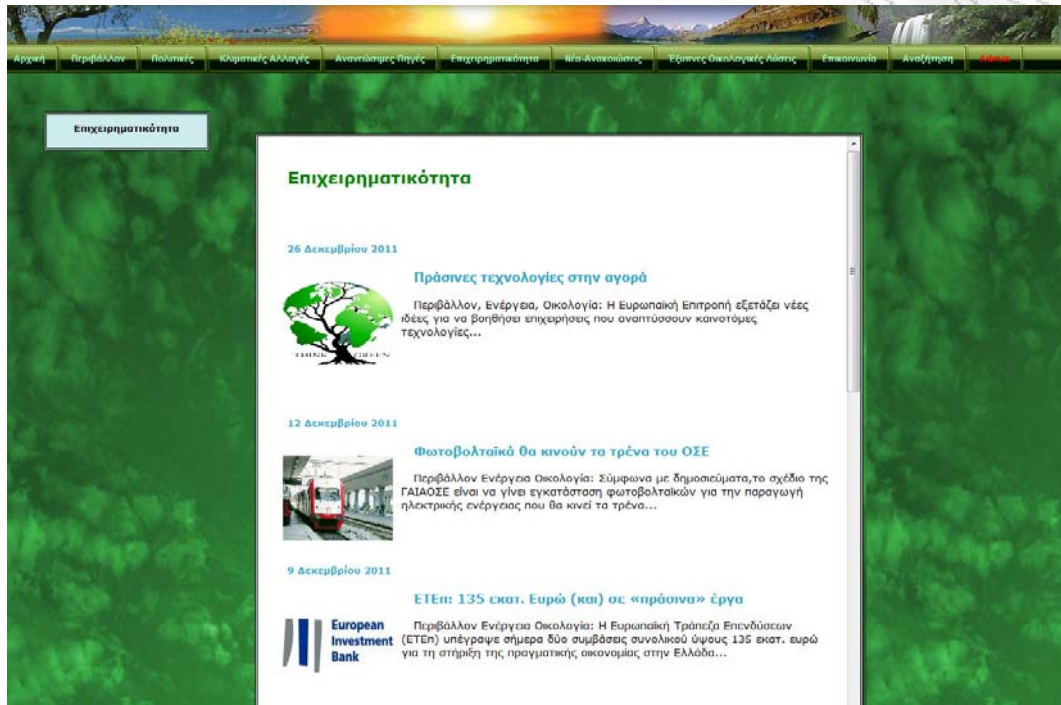 Αρχική Περιβάλλον Πολιτικές Κλιματικές Αλλαγές Ανανεώσιμες Πηγές Επιχειρηματικότητα Νέα-Ανακοινώσεις Έξυπνες Οικολογικές Λύσεις Επικοινωνία Αναζήτηση
Επιχειρηματικότητα
Επιχειρηματικότητα
26 Δεκεμβρίου 2011
Πράσινες τεχνολογίες στην αγορά
Περιβάλλον, Ενέργεια, Οικολογία: Η Ευρωπαϊκή Επιτροπή εξετάζει νέες
ιδέες για να βοηθήσει επιχειρήσεις που αναπτύσσουν καινοτόμες
τεχνολογίες...
THINK GREEN
12 Δεκεμβρίου 2011
Φωτοβολταϊκά θα κινούν τα τρένα του ΟΣΕ
Περιβάλλον Ενέργεια Οικολογία: Σύμφωνα με δημοσιεύματα,το σχέδιο της
ΓΑΙΑΟΣΕ είναι να γίνει εγκατάσταση φωτοβολταϊκών για την παραγωγή
ηλεκτρικής ενέργειας που θα κινεί τα τρένα...
9 Δεκεμβρίου 2011
ΕΤΕπ: 135 εκατ. Ευρώ (και) σε «πράσινα» έργα
European
Investment
Bank
Περιβάλλον Ενέργεια Οικολογία: Η Ευρωπαϊκή Τράπεζα Επενδύσεων
(ΕΤΕπ) υπέγραψε σήμερα δύο συμβάσεις συνολικού ύψους 135 εκατ. ευρώ
για τη στήριξη της πραγματικής οικονομίας στην Ελλάδα...